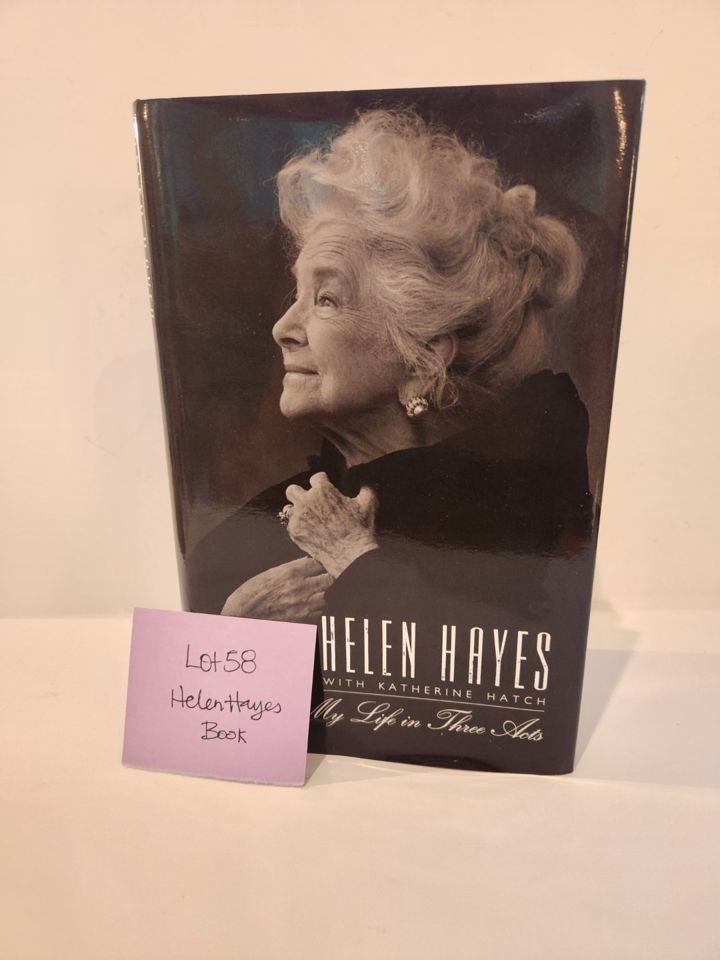 HELEN HAYES
WITH KATHERINE HATCH
My Life in Three Acts
Lot 58
Helen Hayes
Book